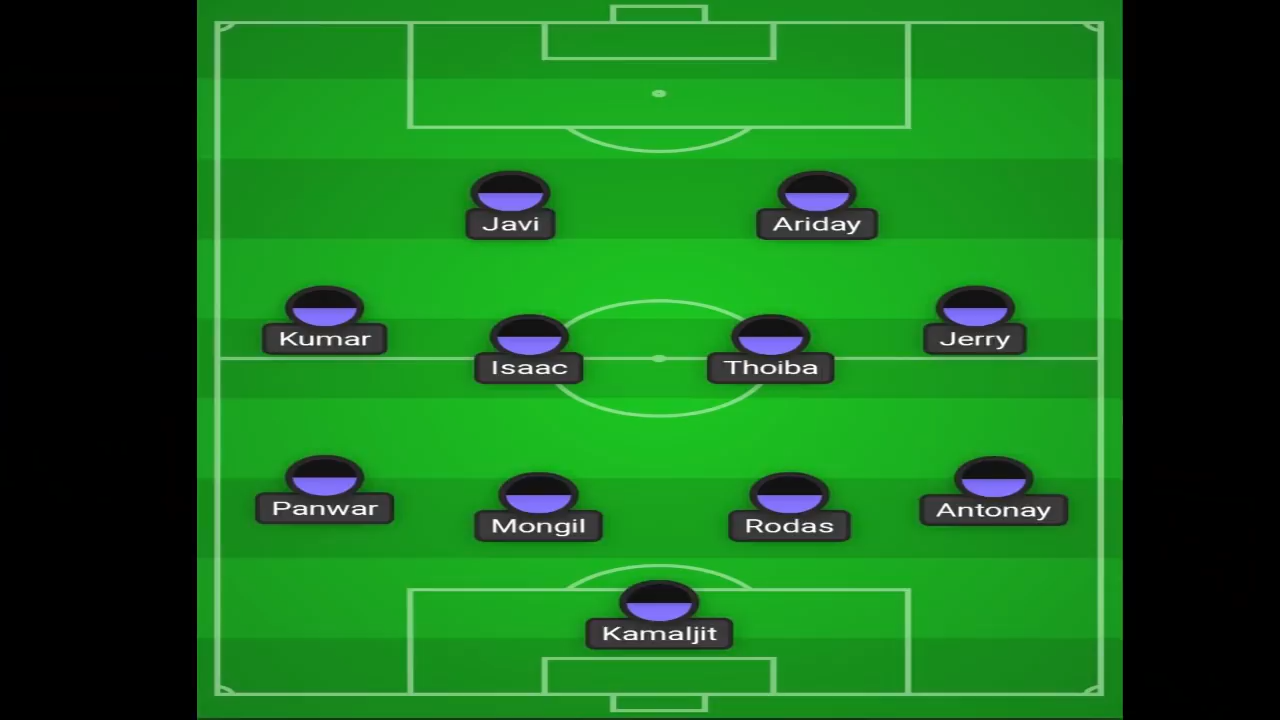 Javi
Ariday
Kumar
Jerry
Isaac
Thoiba
Panwar
Antonay
Mongil
Rodas
Kamaljit